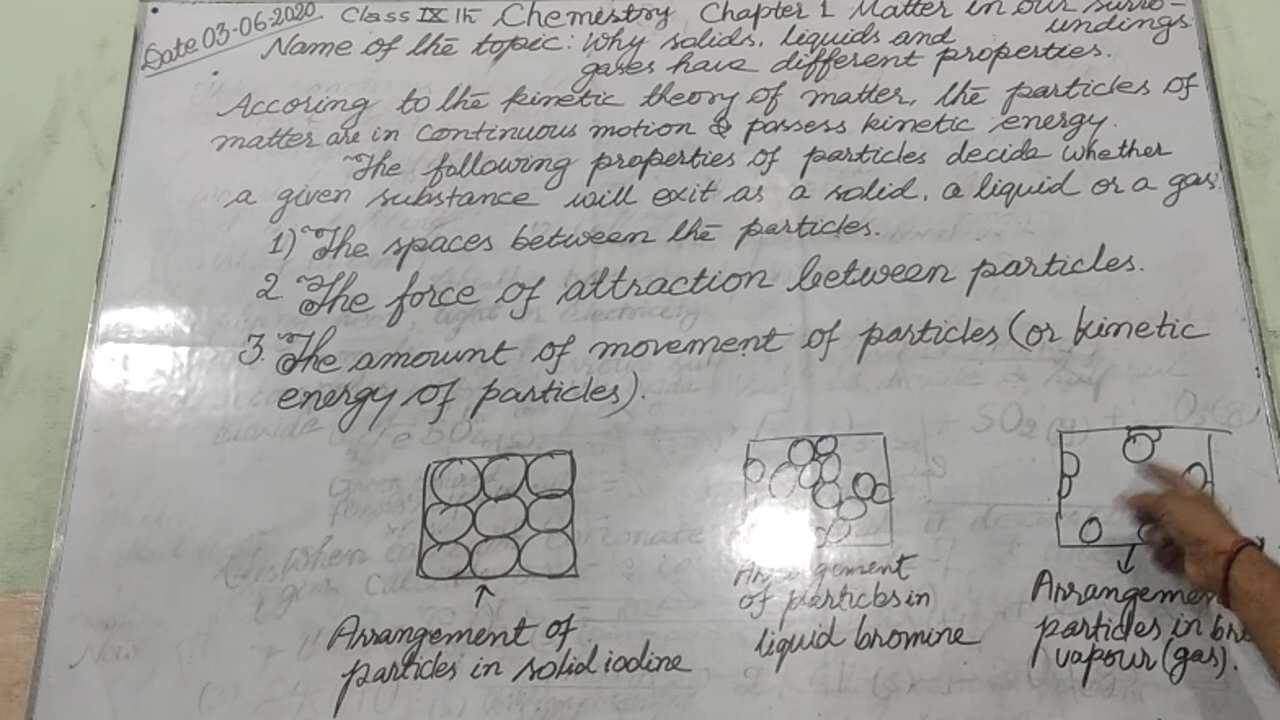 Date 03-06-2020
Class IX th Chemestry Chapter 1 Matter in our surro-
undings
Name of the topic: Why solids, liquids and
gases have different properties.
Accoring to the kinetic theory of matter, the particles of
matter are in continuous motion & possess kinetic energy.
The following properties of particles decide whether
a given substance will exit as a solid, a liquid or a gas.
1) The spaces between the particles.
2. The force of attraction between particles.
3. The amount of movement of particles (or kinetic
energy of particles).
Arrangement of
particles in solid iodine
Arrangement
of particles in
liquid bromine
Arrangemen
particles in br
vapour (gas).